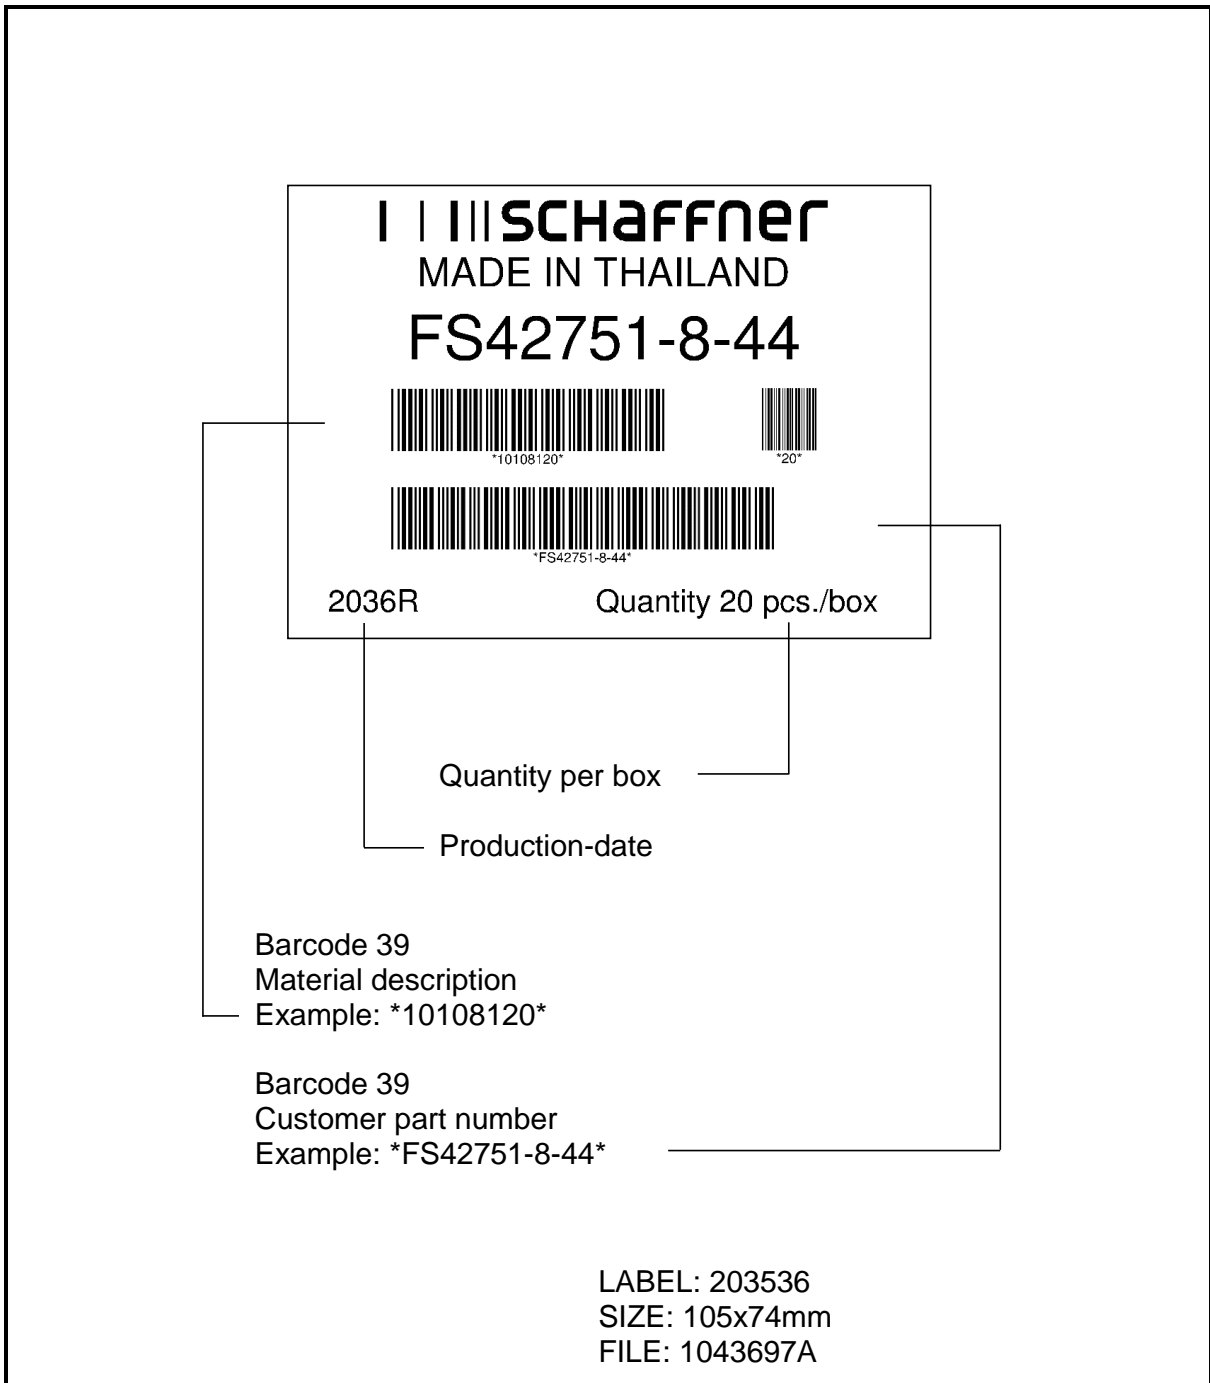 schaffner
MADE IN THAILAND
FS42751-8-44
*10108120*
*20*
*FS42751-8-44*
2036R
Quantity 20 pcs./box
Quantity per box
Production-date
Barcode 39
Material description
Example: *10108120*
Barcode 39
Customer part number
Example: *FS42751-8-44*
LABEL: 203536
SIZE: 105x74mm
FILE: 1043697A